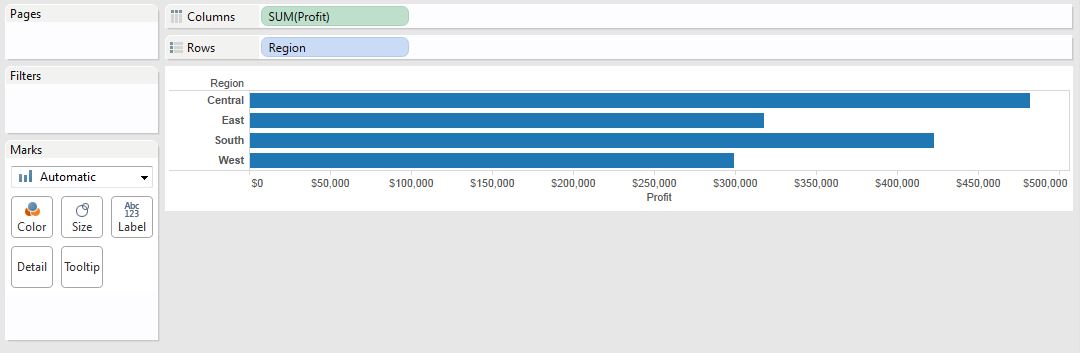 Pages
Columns SUM(Profit)
Rows Region
Filters
Marks
Automatic
Color Size Abc 123 Label
Detail Tooltip
Region
Central
East
South
West
$0 $50,000 $100,000 $150,000 $200,000 $250,000 $300,000 $350,000 $400,000 $450,000 $500,000
Profit